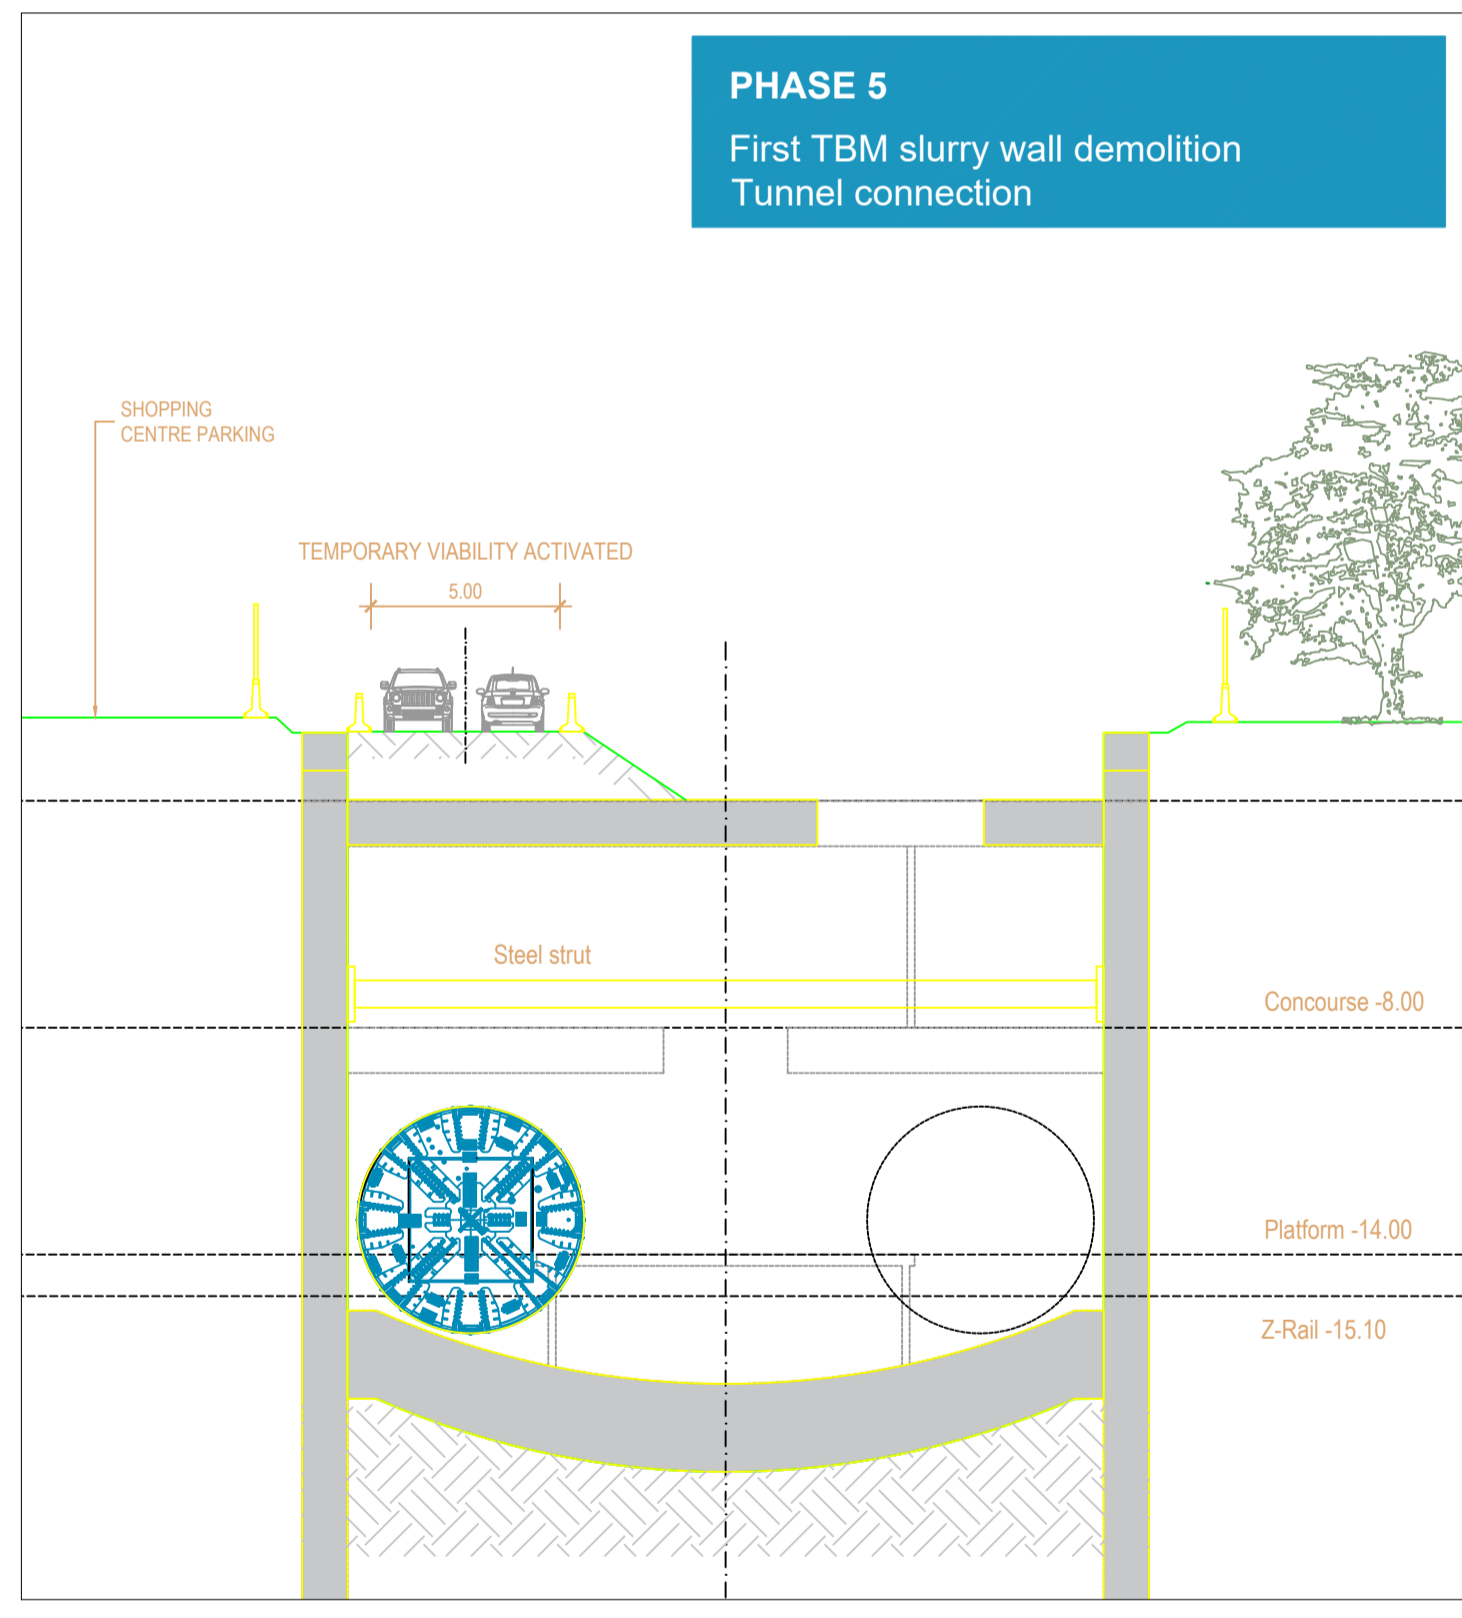 PHASE 5
First TBM slurry wall demolition
Tunnel connection
SHOPPING
CENTRE PARKING
TEMPORARY VIABILITY ACTIVATED
5.00
Steel strut
Concourse -8.00
Platform -14.00
Z-Rail -15.10